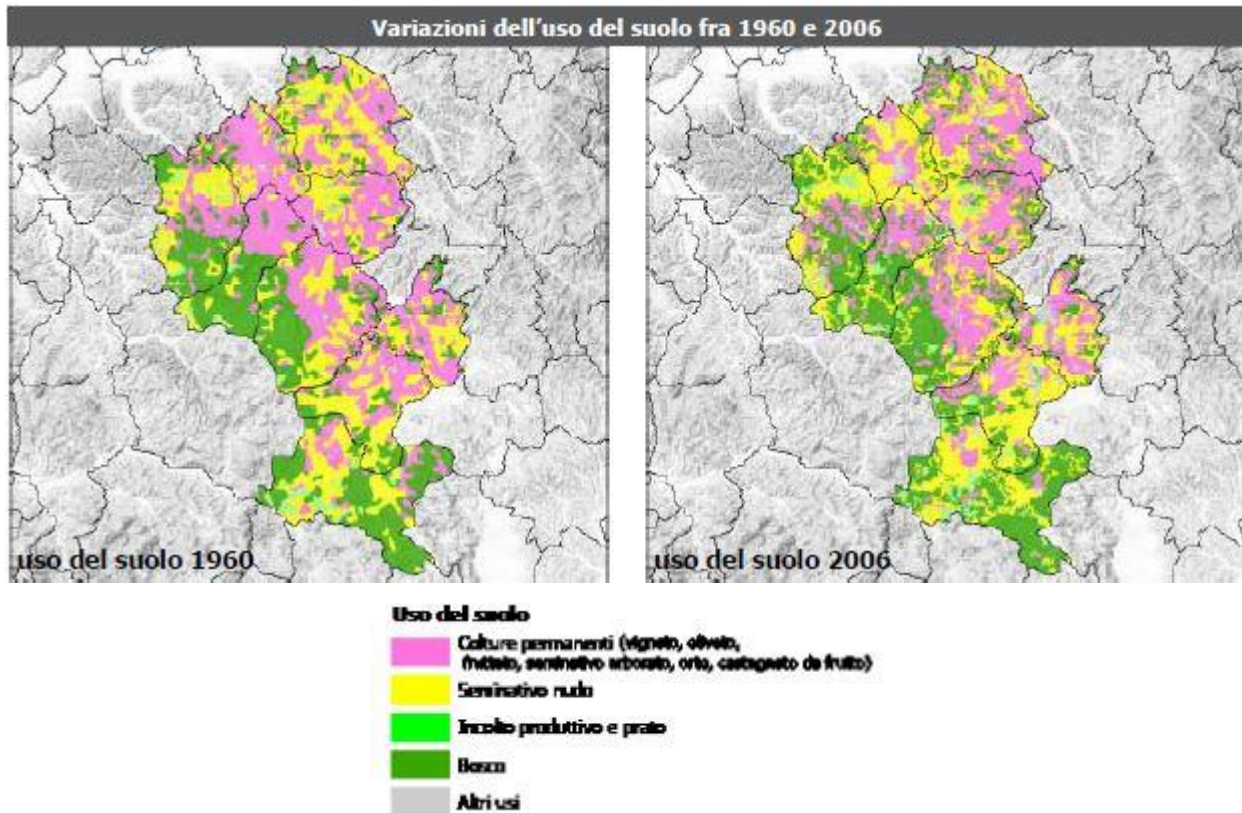 Variazioni dell'uso del suolo fra 1960 e 2006
uso del suolo 1960
uso del suolo 2006
Uso del suolo
Colture permanenti (vigneto, oliveto,
frutteto, seminativo arborato, orto, castagneto da frutto)
Seminativo nudo
Incolto produttivo e prato
Bosco
Altri usi